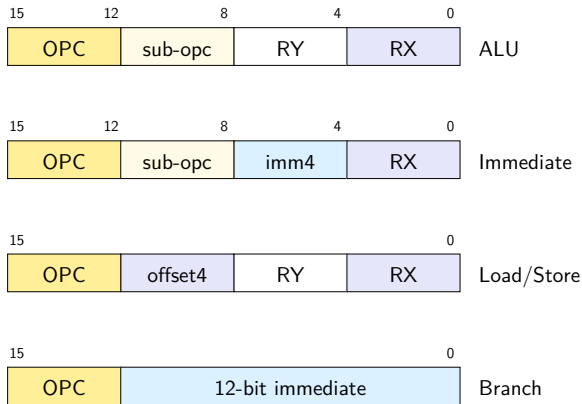 15 12 8 4 0
OPC sub-opc RY RX ALU
15 12 8 4 0
OPC sub-opc imm4 RX Immediate
15 0
OPC offset4 RY RX Load/Store
15 0
OPC 12-bit immediate Branch